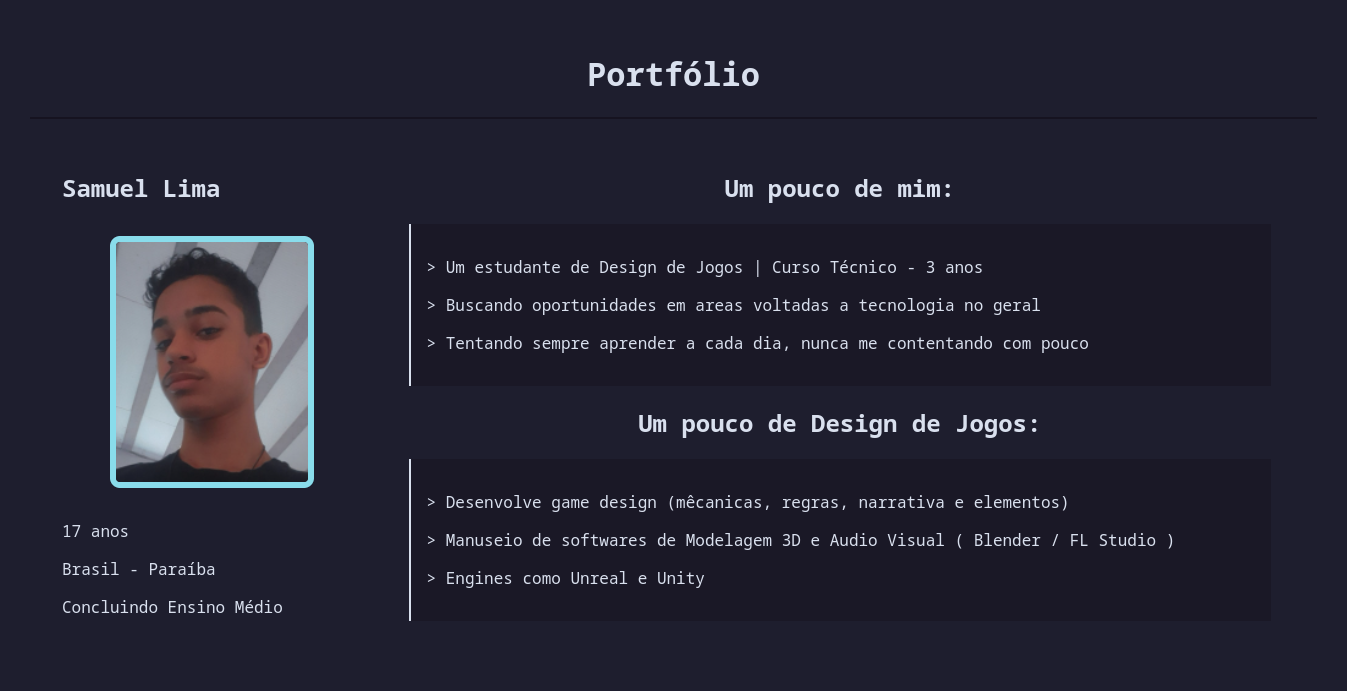 Portfólio
Samuel Lima
17 anos
Brasil - Paraíba
Concluindo Ensino Médio
Um pouco de mim:
> Um estudante de Design de Jogos | Curso Técnico - 3 anos
> Buscando oportunidades em areas voltadas a tecnologia no geral
> Tentando sempre aprender a cada dia, nunca me contentando com pouco
Um pouco de Design de Jogos:
> Desenvolve game design (mêcanicas, regras, narrativa e elementos)
> Manuseio de softwares de Modelagem 3D e Audio Visual ( Blender / FL Studio )
> Engines como Unreal e Unity